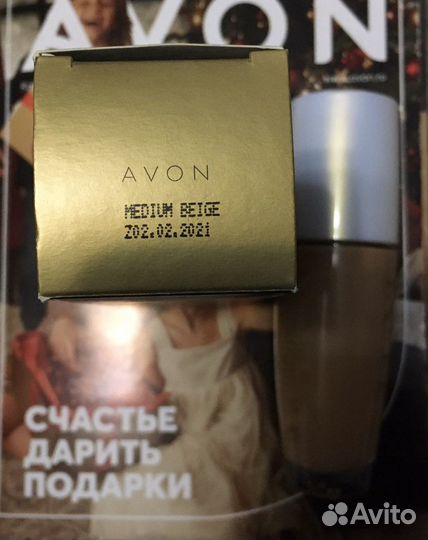 AVON
AVON
MEDIUM BEIGE
Z02.02.2021
СЧАСТЬЕ
ДАРИТЬ
ПОДАРКИ
Avito